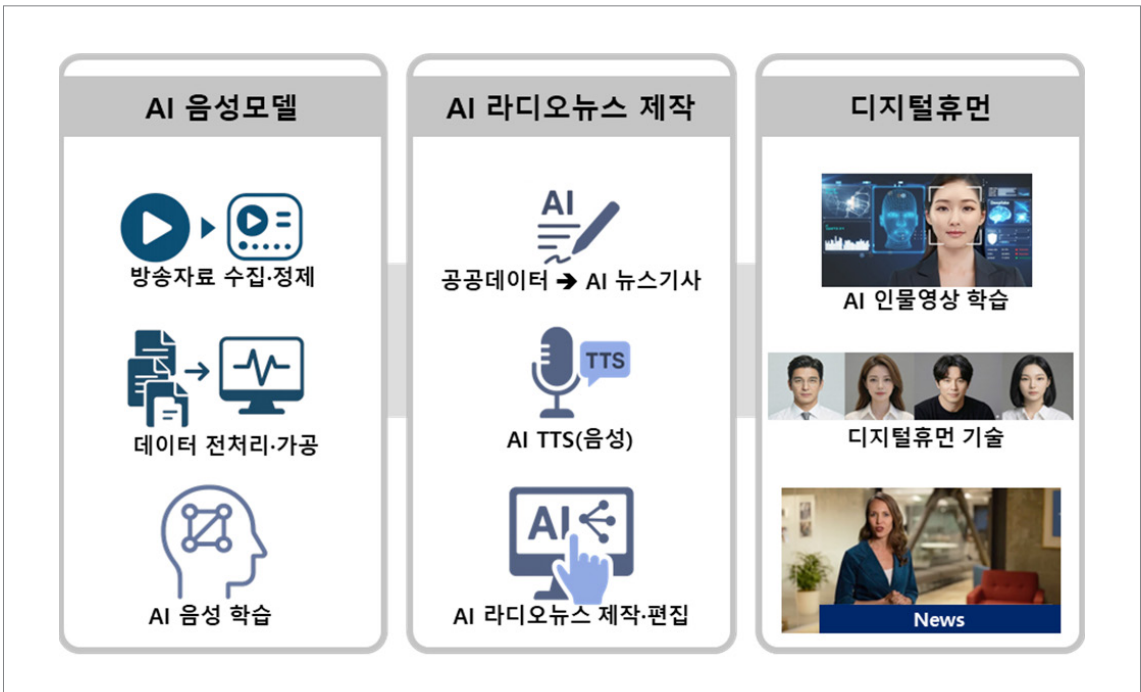 AI 음성모델
방송자료 수집·정제
데이터 전처리·가공
AI 음성 학습
AI 라디오뉴스 제작
AI
공공데이터 ➔ AI 뉴스기사
TTS
AI TTS(음성)
AI
AI 라디오뉴스 제작·편집
디지털휴먼
AI 인물영상 학습
디지털휴먼 기술
News